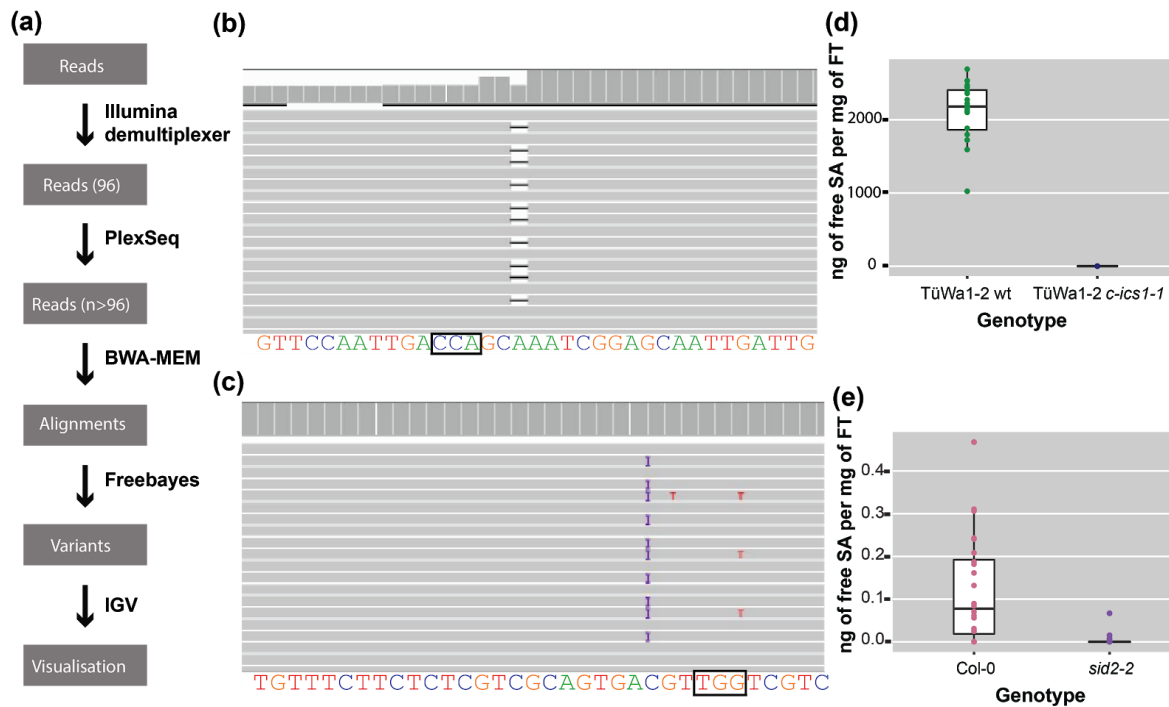 (a)
Reads
Illumina
demultiplexer
Reads (96)
PlexSeq
Reads (n>96)
BWA-MEM
Alignments
Freebayes
Variants
IGV
Visualisation
(b)
GTTCCAATTGACCAGCAAATCGGAGCAATTGATTG
(c)
I
I
I T T
I
I
I T
I
I
I T
I
TGTTTCTTCTCTCGTCGCAGTGACGTTGGTCGTC
(d)
ng of free SA per mg of FT
2000
1000
0
TüWa1-2 wt TüWa1-2 c-ics1-1
Genotype
(e)
ng of free SA per mg of FT
0.4
0.3
0.2
0.1
0.0
Col-0 sid2-2
Genotype